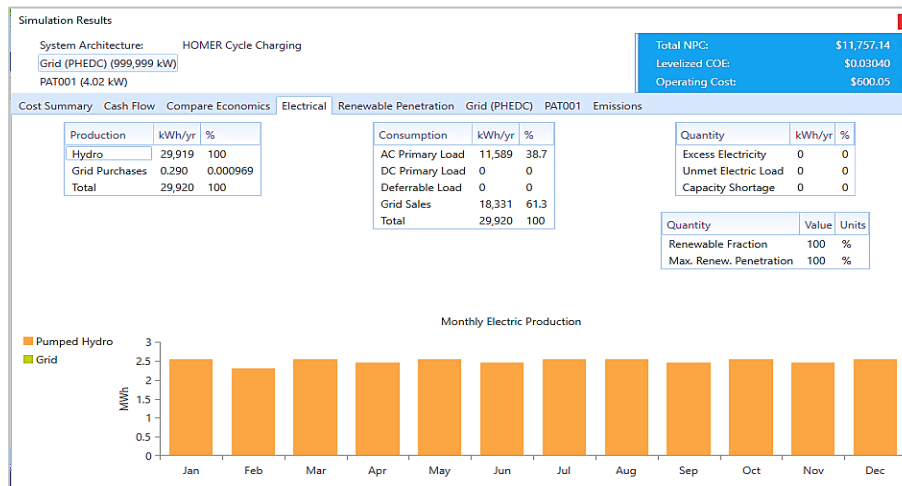 Simulation Results
System Architecture: HOMER Cycle Charging
Grid (PHEDC) (999,999 kW)
PAT001 (4.02 kW)
Total NPC: $11,757.14
Levelized COE: $0.03040
Operating Cost: $600.05
Cost Summary Cash Flow Compare Economics Electrical Renewable Penetration Grid (PHEDC) PAT001 Emissions
Production kWh/yr %
Hydro 29,919 100
Grid Purchases 0.290 0.000969
Total 29,920 100
Consumption kWh/yr %
AC Primary Load 11,589 38.7
DC Primary Load 0 0
Deferrable Load 0 0
Grid Sales 18,331 61.3
Total 29,920 100
Quantity kWh/yr %
Excess Electricity 0 0
Unmet Electric Load 0 0
Capacity Shortage 0 0
Quantity Value Units
Renewable Fraction 100 %
Max. Renew. Penetration 100 %
Monthly Electric Production
Pumped Hydro
Grid
MWh
3
2.5
2
1.5
1
0.5
0
Jan Feb Mar Apr May Jun Jul Aug Sep Oct Nov Dec